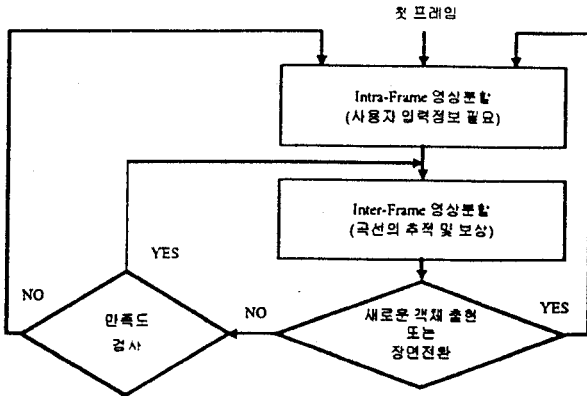 첫 프레임
Intra-Frame 영상분할
(사용자 입력정보 필요)
Inter-Frame 영상분할
(곡선의 추적 및 보상)
YES
NO
만족도
검사
NO
새로운 객체 출현
또는
장면전환
YES